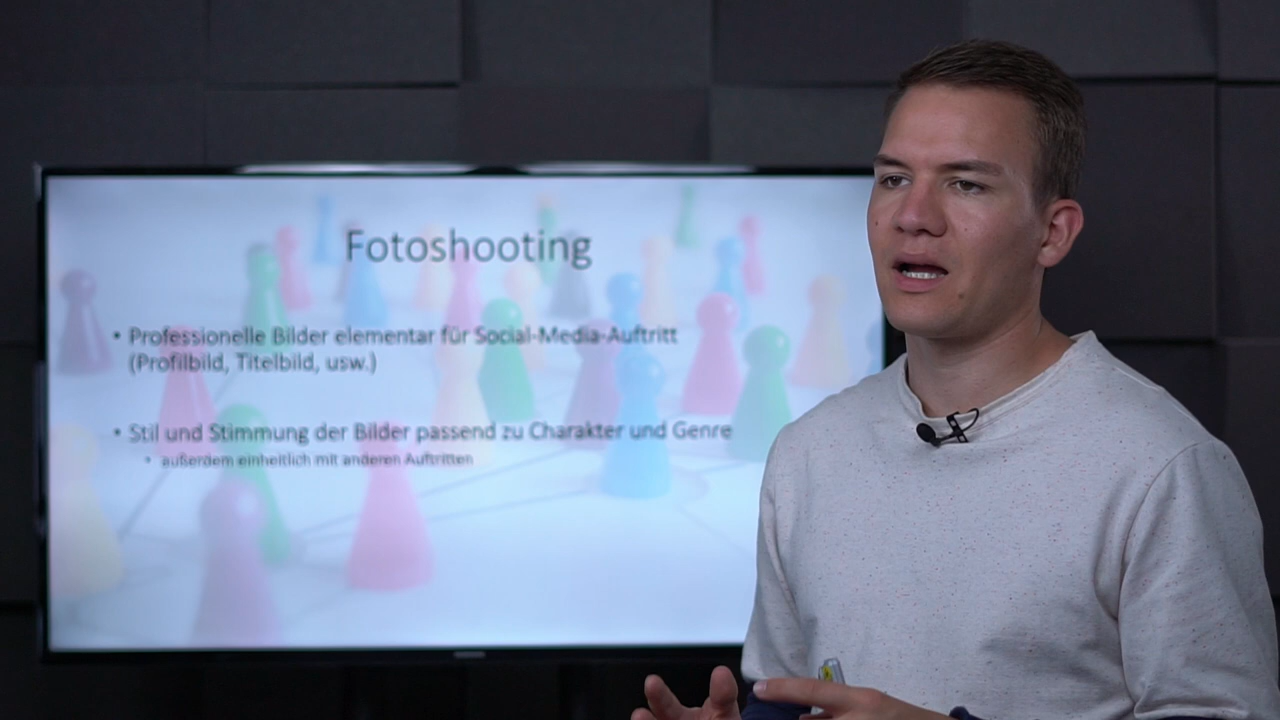 Fotoshooting
• Professionelle Bilder elementar für Social-Media-Auftritt
(Profilbild, Titelbild, usw.)
• Stil und Stimmung der Bilder passend zu Charakter und Genre
• außerdem einheitlich mit anderen Auftritten